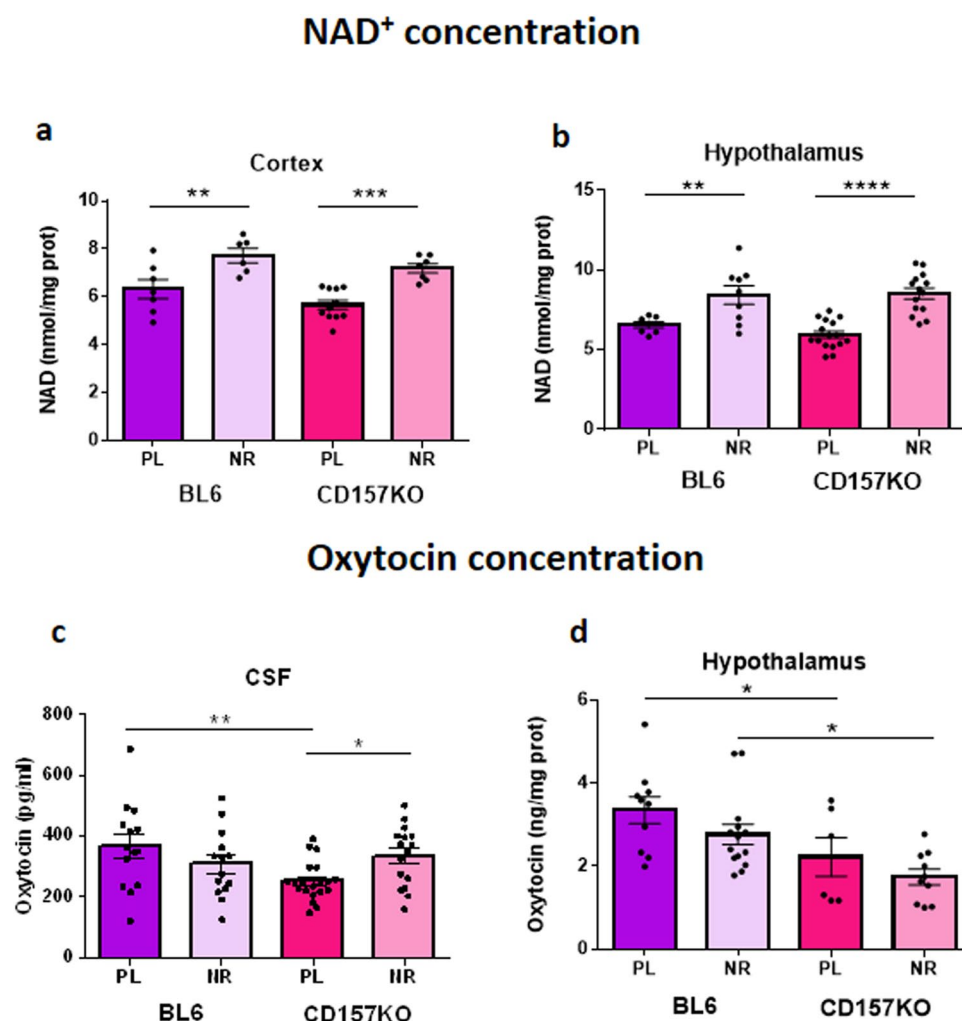 NAD⁺ concentration
a
Cortex
NAD (nmol/mg prot)
10
8
6
4
2
0
**
***
PL NR PL NR
BL6 CD157KO
b
Hypothalamus
NAD (nmol/mg prot)
15
10
5
0
**
****
PL NR PL NR
BL6 CD157KO
Oxytocin concentration
c
CSF
Oxytocin (pg/ml)
800
600
400
200
0
**
*
PL NR PL NR
BL6 CD157KO
d
Hypothalamus
Oxytocin (ng/mg prot)
6
4
2
0
*
*
PL NR PL NR
BL6 CD157KO